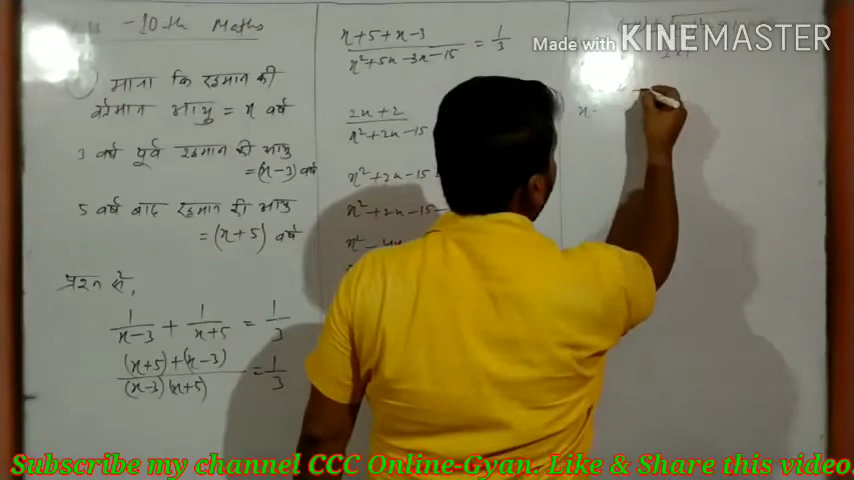 -10th Maths
माना कि रहमान की
वर्तमान आयु = x वर्ष
3 वर्ष पूर्व रहमान की आयु
= (x-3) वर्ष
5 वर्ष बाद रहमान की आयु
= (x+5) वर्ष
प्रश्न से,
1/(x-3) + 1/(x+5) = 1/3
((x+5)+(x-3))/((x-3)(x+5)) = 1/3
(x+5+x-3)/(x²+5x-3x-15) = 1/3
(2x+2)/(x²+2x-15)
x²+2x-15
x²+2x-15-
x²-4x
x
Made with KINEMASTER
Subscribe my channel CCC Online-Gyan. Like & Share this video.